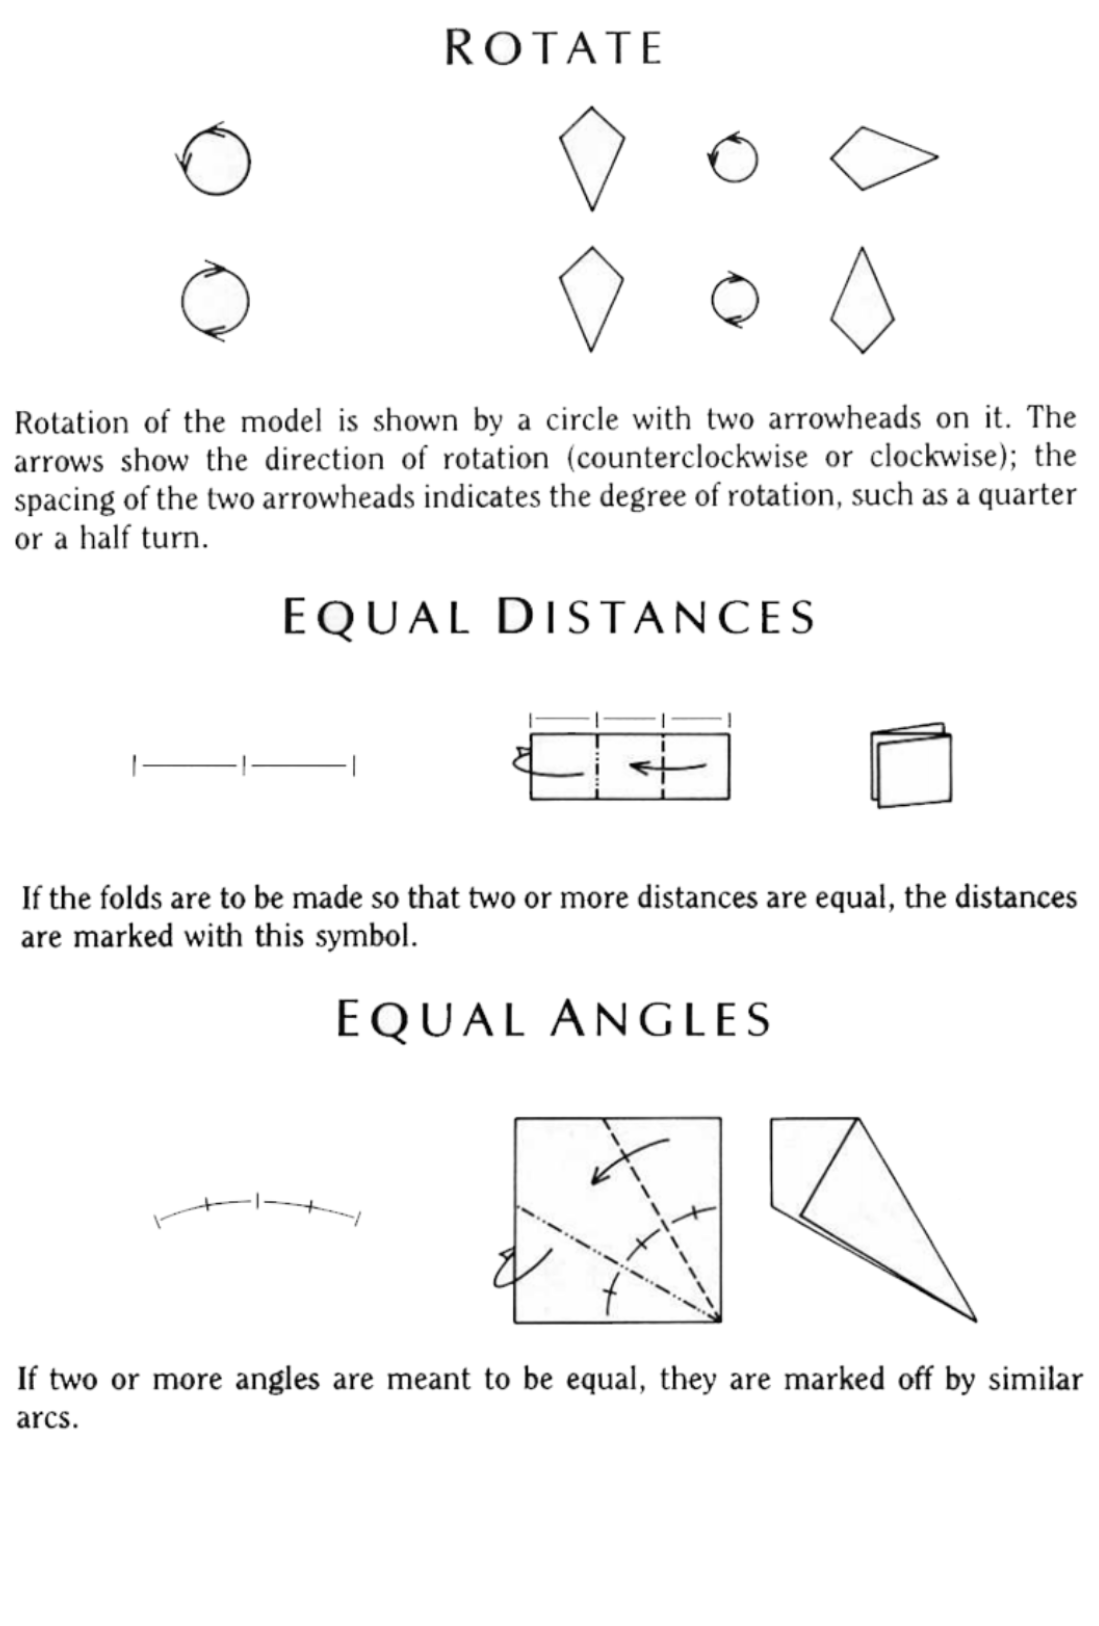 ROTATE
Rotation of the model is shown by a circle with two arrowheads on it. The
arrows show the direction of rotation (counterclockwise or clockwise); the
spacing of the two arrowheads indicates the degree of rotation, such as a quarter
or a half turn.
EQUAL DISTANCES
If the folds are to be made so that two or more distances are equal, the distances
are marked with this symbol.
EQUAL ANGLES
If two or more angles are meant to be equal, they are marked off by similar
arcs.